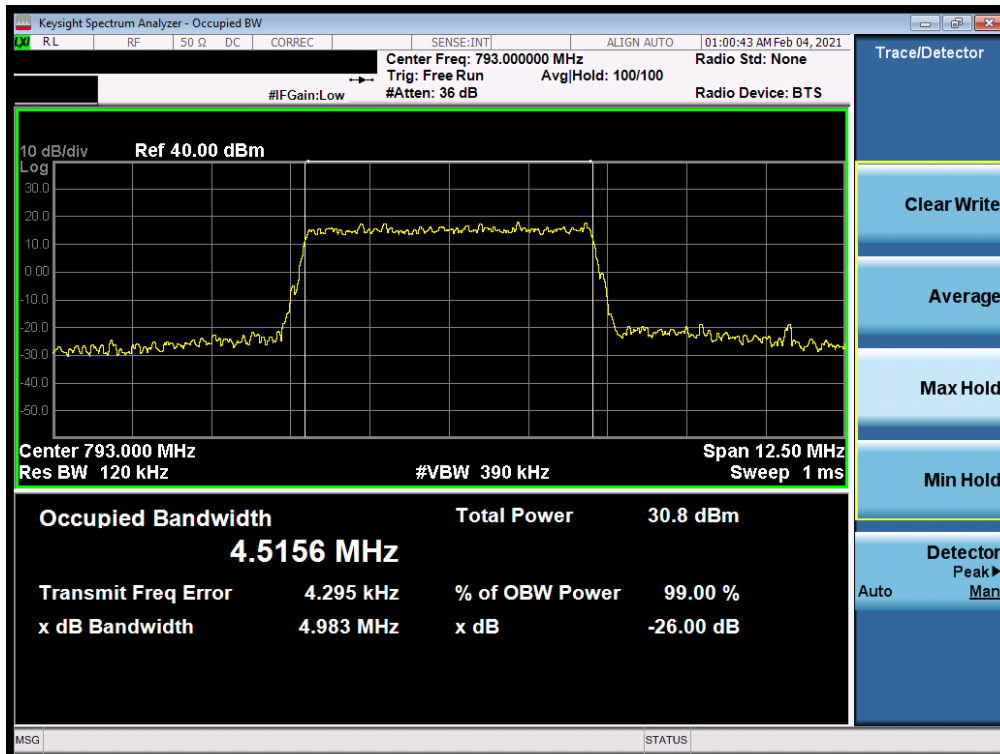 Keysight Spectrum Analyzer - Occupied BW
LXI RL RF 50 Ω DC CORREC SENSE:INT ALIGN AUTO 01:00:43 AM Feb 04, 2021
Center Freq: 793.000000 MHz Radio Std: None
Trig: Free Run Avg|Hold: 100/100
#IFGain:Low #Atten: 36 dB Radio Device: BTS
10 dB/div Ref 40.00 dBm
Log
30.0
20.0
10.0
0.00
-10.0
-20.0
-30.0
-40.0
-50.0
Center 793.000 MHz Span 12.50 MHz
Res BW 120 kHz #VBW 390 kHz Sweep 1 ms
Occupied Bandwidth Total Power 30.8 dBm
4.5156 MHz
Transmit Freq Error 4.295 kHz % of OBW Power 99.00 %
x dB Bandwidth 4.983 MHz x dB -26.00 dB
MSG STATUS
Trace/Detector
Clear Write
Average
Max Hold
Min Hold
Detector
Peak▶
Auto Man